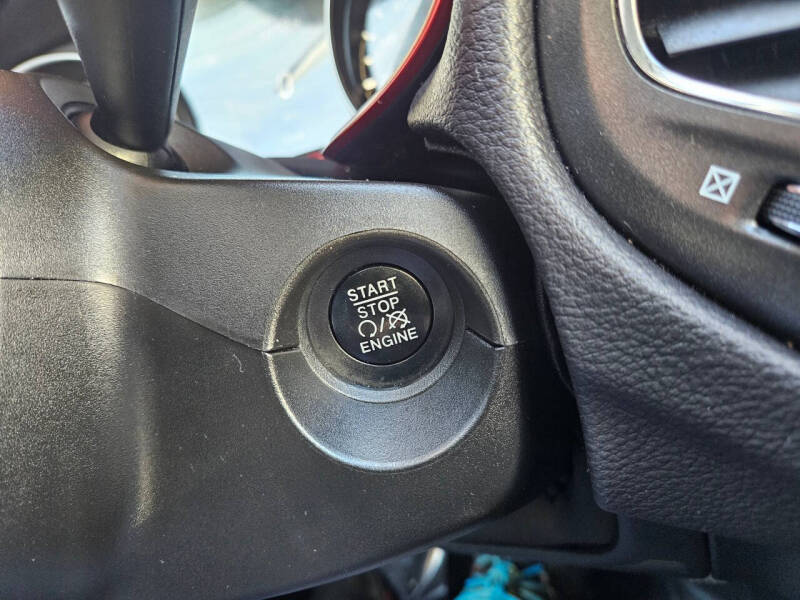 START
STOP
/
ENGINE